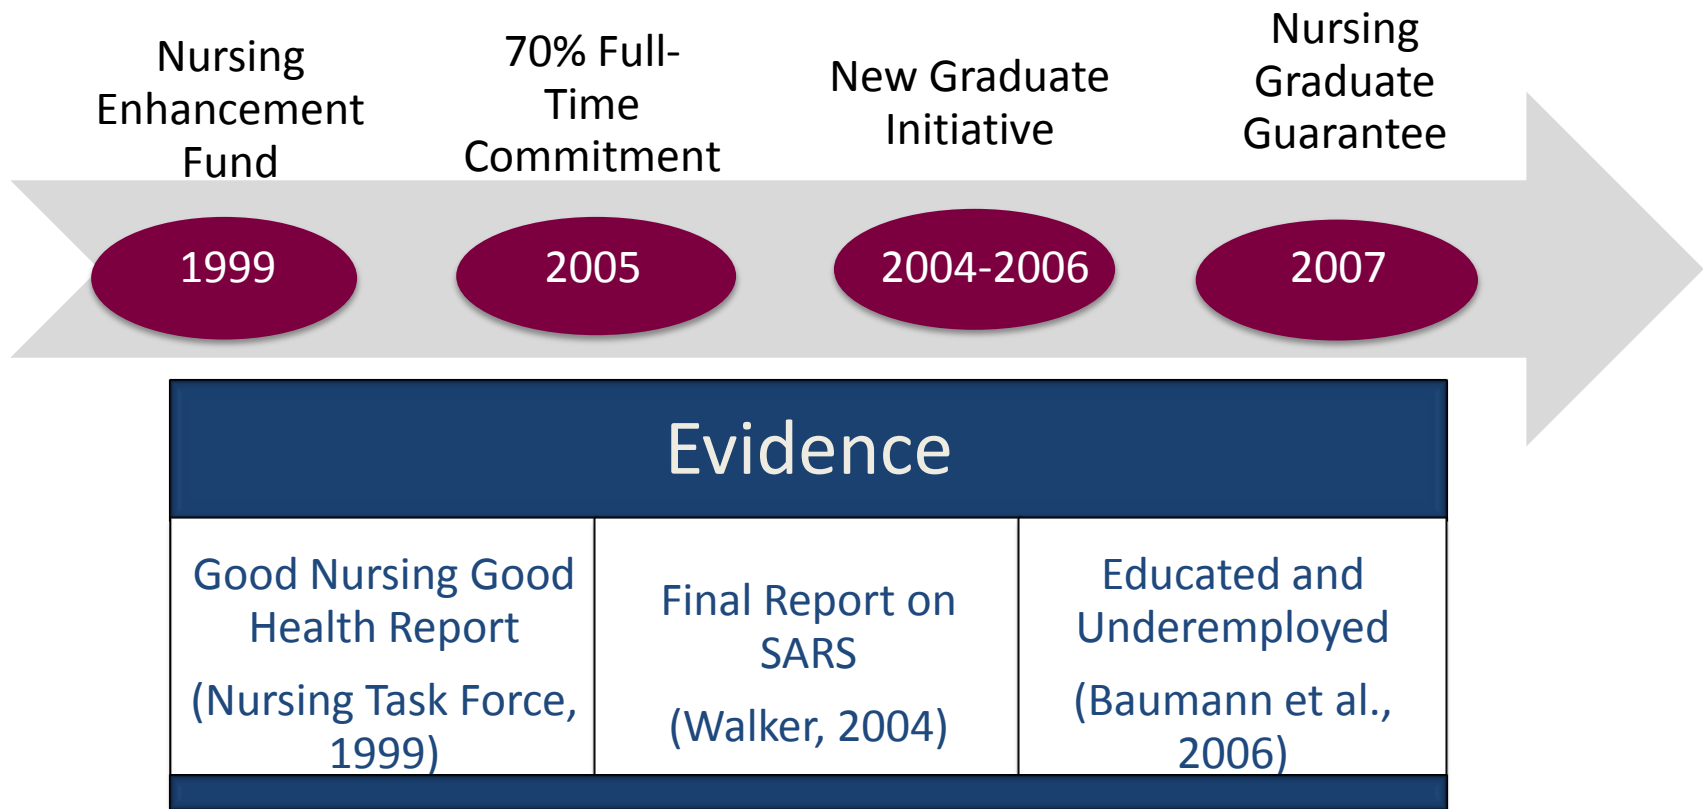 Nursing
Enhancement
Fund
70% Full-
Time
Commitment
New Graduate
Initiative
Nursing
Graduate
Guarantee
1999
2005
2004-2006
2007
Evidence
Good Nursing Good
Health Report
(Nursing Task Force,
1999)
Final Report on
SARS
(Walker, 2004)
Educated and
Underemployed
(Baumann et al.,
2006)